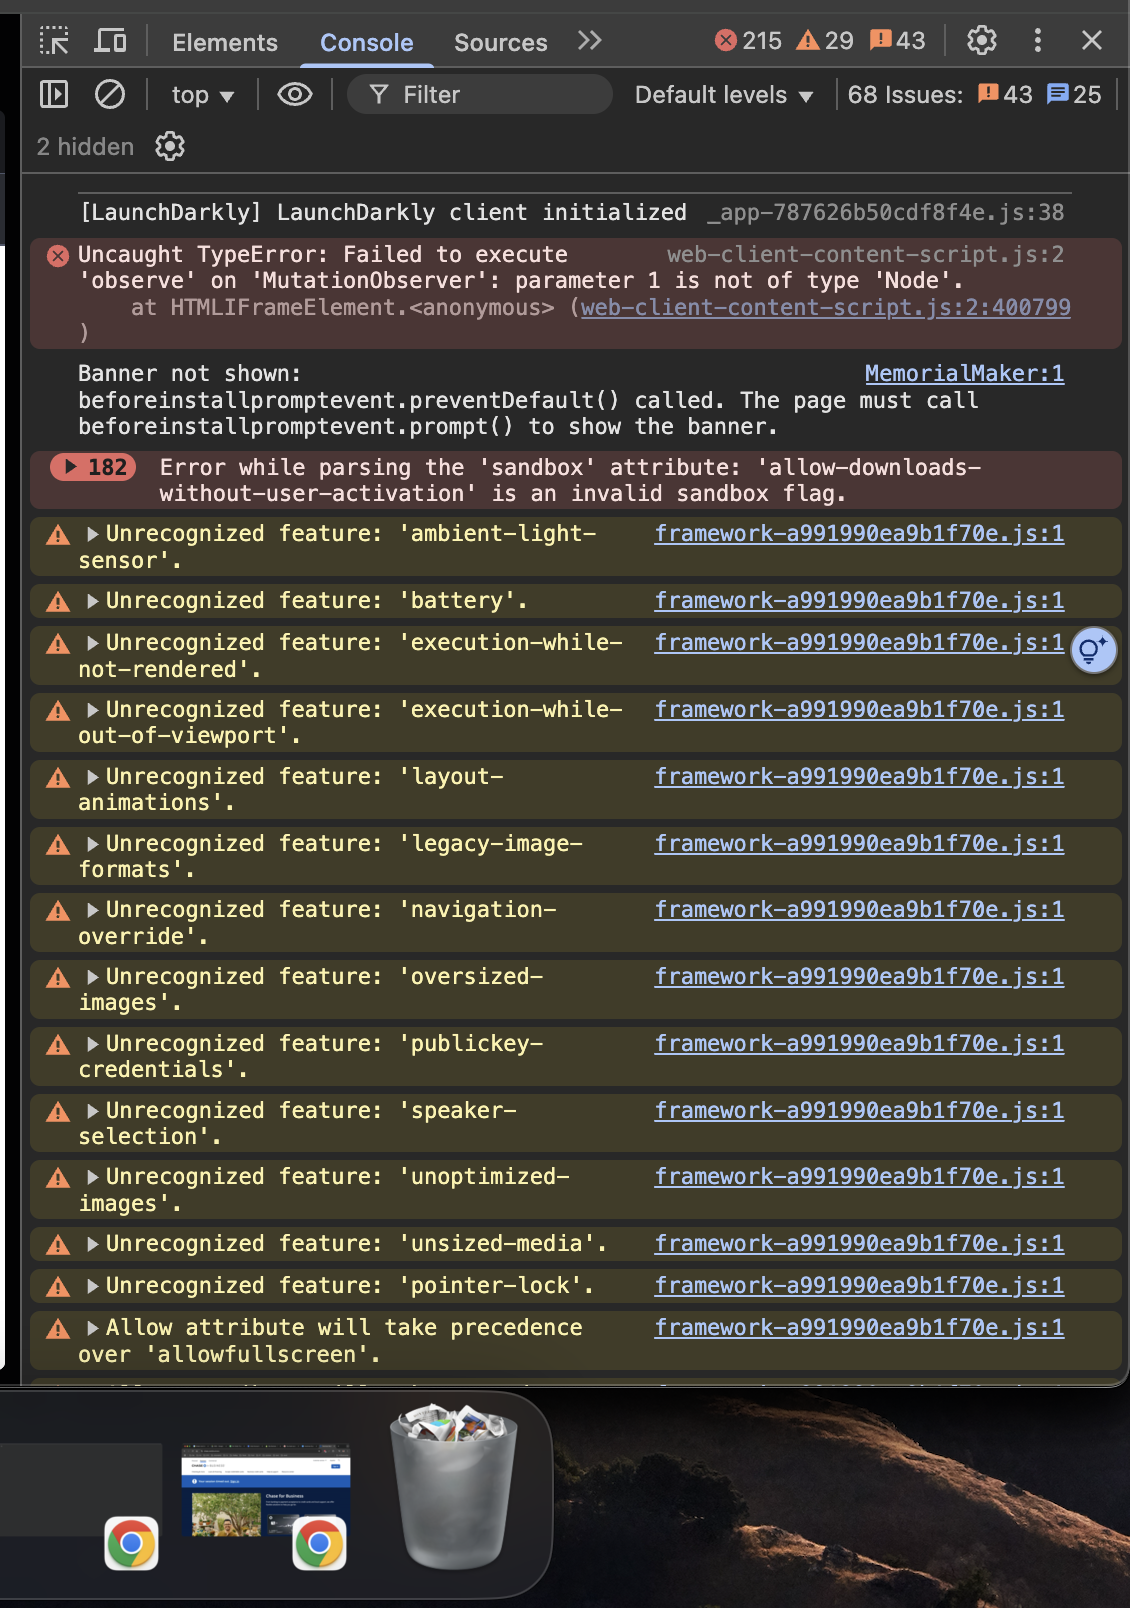 Elements Console Sources 215 29 43
top Filter Default levels 68 Issues: 43 25
2 hidden
[LaunchDarkly] LaunchDarkly client initialized _app-787626b50cdf8f4e.js:38
Uncaught TypeError: Failed to execute web-client-content-script.js:2
'observe' on 'MutationObserver': parameter 1 is not of type 'Node'.
at HTMLIFrameElement.<anonymous> (web-client-content-script.js:2:400799
)
Banner not shown: MemorialMaker:1
beforeinstallpromptevent.preventDefault() called. The page must call
beforeinstallpromptevent.prompt() to show the banner.
182 Error while parsing the 'sandbox' attribute: 'allow-downloads-
without-user-activation' is an invalid sandbox flag.
Unrecognized feature: 'ambient-light- framework-a991990ea9b1f70e.js:1
sensor'.
Unrecognized feature: 'battery'. framework-a991990ea9b1f70e.js:1
Unrecognized feature: 'execution-while- framework-a991990ea9b1f70e.js:1
not-rendered'.
Unrecognized feature: 'execution-while- framework-a991990ea9b1f70e.js:1
out-of-viewport'.
Unrecognized feature: 'layout- framework-a991990ea9b1f70e.js:1
animations'.
Unrecognized feature: 'legacy-image- framework-a991990ea9b1f70e.js:1
formats'.
Unrecognized feature: 'navigation- framework-a991990ea9b1f70e.js:1
override'.
Unrecognized feature: 'oversized- framework-a991990ea9b1f70e.js:1
images'.
Unrecognized feature: 'publickey- framework-a991990ea9b1f70e.js:1
credentials'.
Unrecognized feature: 'speaker- framework-a991990ea9b1f70e.js:1
selection'.
Unrecognized feature: 'unoptimized- framework-a991990ea9b1f70e.js:1
images'.
Unrecognized feature: 'unsized-media'. framework-a991990ea9b1f70e.js:1
Unrecognized feature: 'pointer-lock'. framework-a991990ea9b1f70e.js:1
Allow attribute will take precedence framework-a991990ea9b1f70e.js:1
over 'allowfullscreen'.
Chase for Business